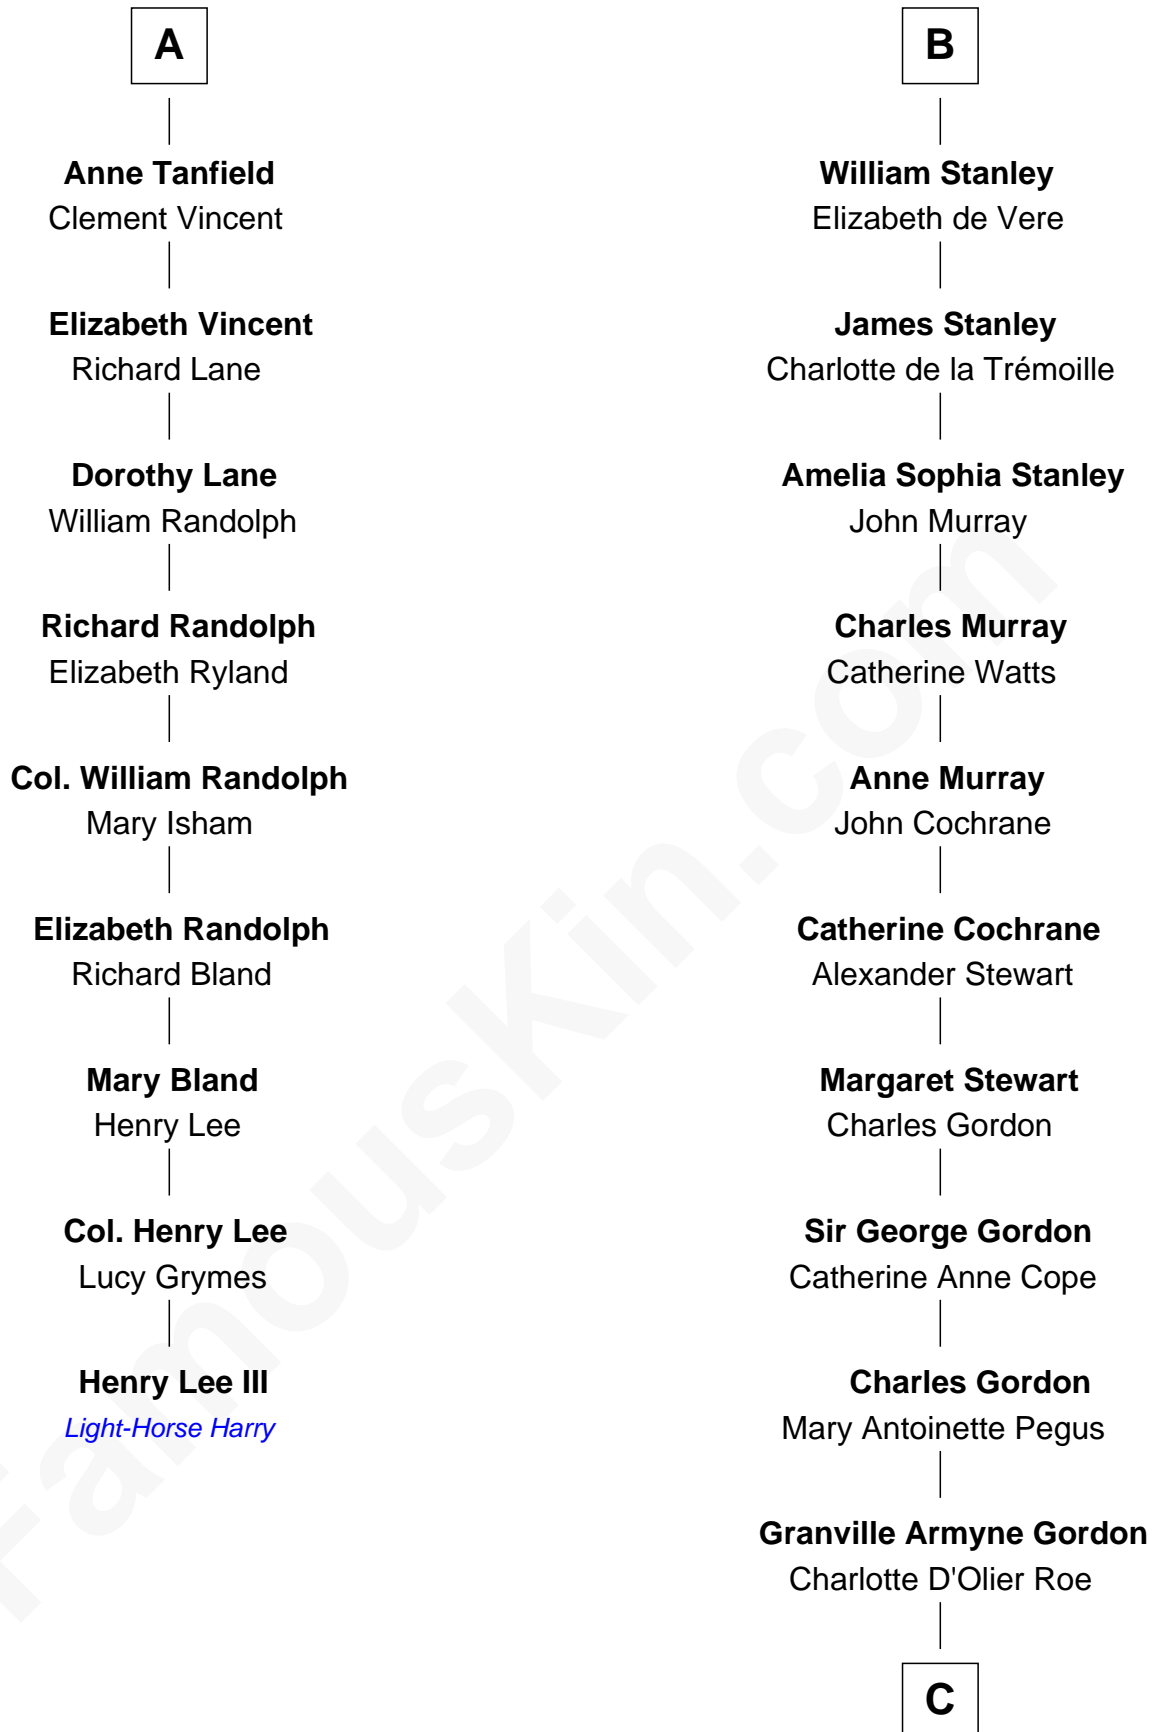 A
Anne Tanfield
Clement Vincent
Elizabeth Vincent
Richard Lane
Dorothy Lane
William Randolph
Richard Randolph
Elizabeth Ryland
Col. William Randolph
Mary Isham
Elizabeth Randolph
Richard Bland
Mary Bland
Henry Lee
Col. Henry Lee
Lucy Grymes
Henry Lee III
Light-Horse Harry
B
William Stanley
Elizabeth de Vere
James Stanley
Charlotte de la Trémoille
Amelia Sophia Stanley
John Murray
Charles Murray
Catherine Watts
Anne Murray
John Cochrane
Catherine Cochrane
Alexander Stewart
Margaret Stewart
Charles Gordon
Sir George Gordon
Catherine Anne Cope
Charles Gordon
Mary Antoinette Pegus
Granville Armyne Gordon
Charlotte D'Olier Roe
C
FamousKin.com